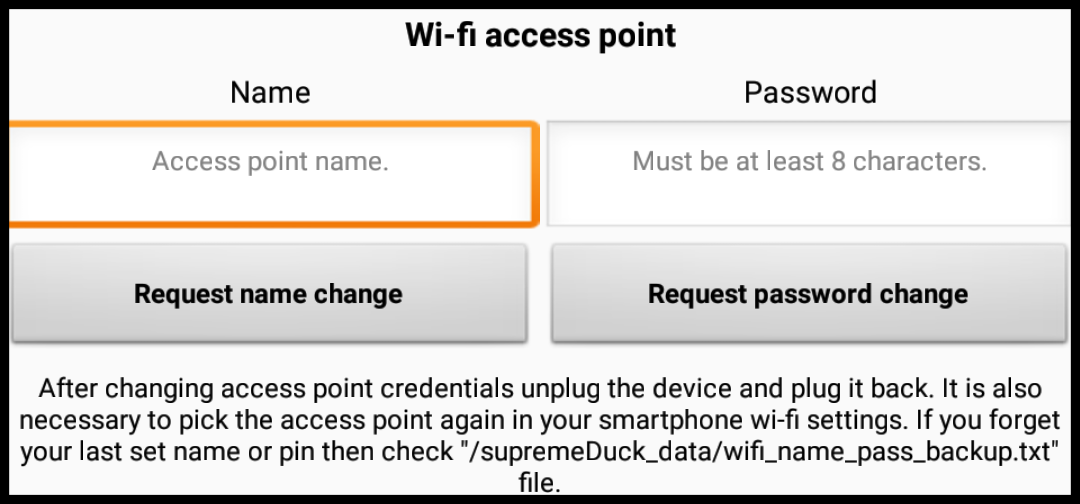 Wi-fi access point
Name
Password
Access point name.
Must be at least 8 characters.
Request name change
Request password change
After changing access point credentials unplug the device and plug it back. It is also
necessary to pick the access point again in your smartphone wi-fi settings. If you forget
your last set name or pin then check "/supremeDuck_data/wifi_name_pass_backup.txt"
file.